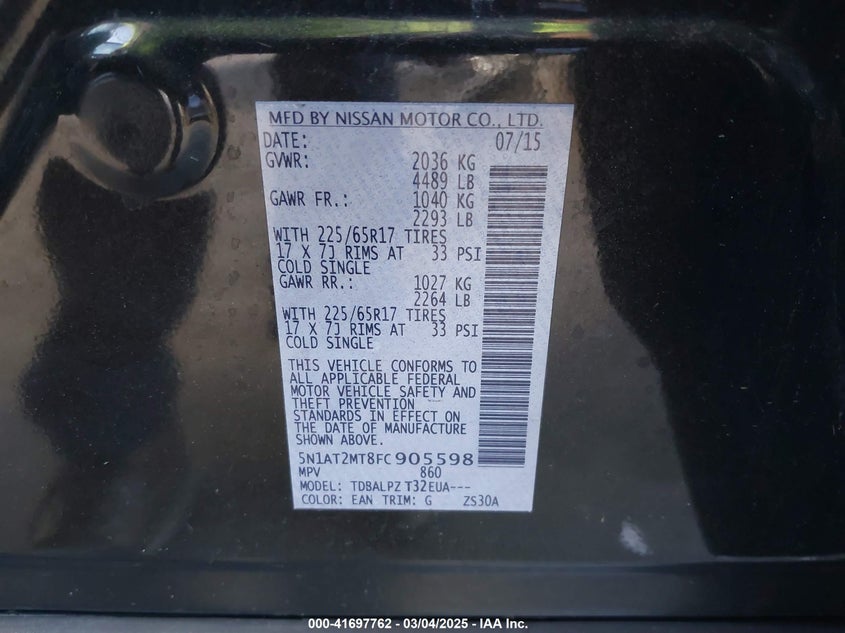 MFD BY NISSAN MOTOR CO., LTD.
DATE: 07/15
GVWR: 2036 KG
4489 LB
GAWR FR.: 1040 KG
2293 LB
WITH 225/65R17 TIRES
17 X 7J RIMS AT 33 PSI
COLD SINGLE
GAWR RR.: 1027 KG
2264 LB
WITH 225/65R17 TIRES
17 X 7J RIMS AT 33 PSI
COLD SINGLE
THIS VEHICLE CONFORMS TO
ALL APPLICABLE FEDERAL
MOTOR VEHICLE SAFETY AND
THEFT PREVENTION
STANDARDS IN EFFECT ON
THE DATE OF MANUFACTURE
SHOWN ABOVE.
5N1AT2MT8FC905598
MPV 860
MODEL: TDBALPZ T32EUA---
COLOR: EAN TRIM: G ZS30A
000-41697762 - 03/04/2025 - IAA Inc.